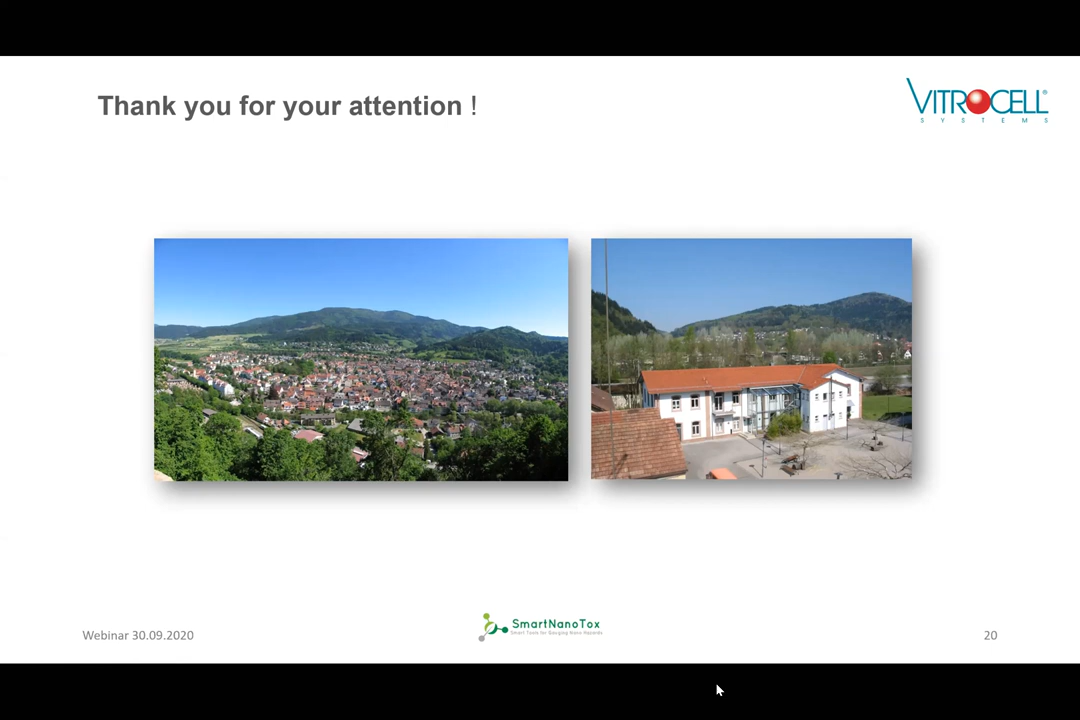 Thank you for your attention !
VITROCELL®
SYSTEMS
Webinar 30.09.2020
SmartNanoTox
Smart Tools for Gauging Nano Hazards
20